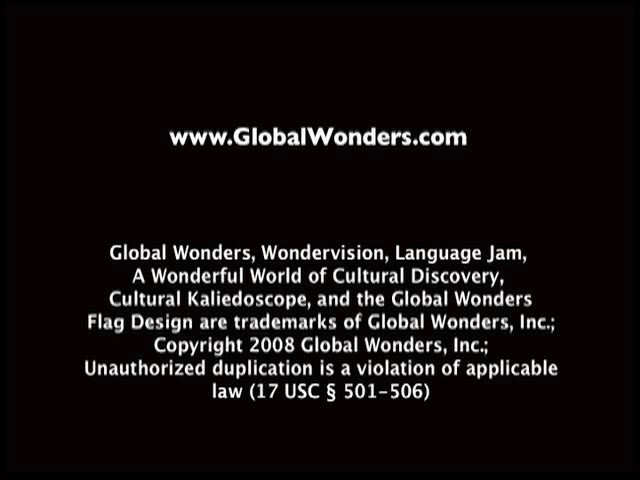 www.GlobalWonders.com
Global Wonders, Wondervision, Language Jam,
A Wonderful World of Cultural Discovery,
Cultural Kaliedoscope, and the Global Wonders
Flag Design are trademarks of Global Wonders, Inc.;
Copyright 2008 Global Wonders, Inc.;
Unauthorized duplication is a violation of applicable
law (17 USC § 501-506)